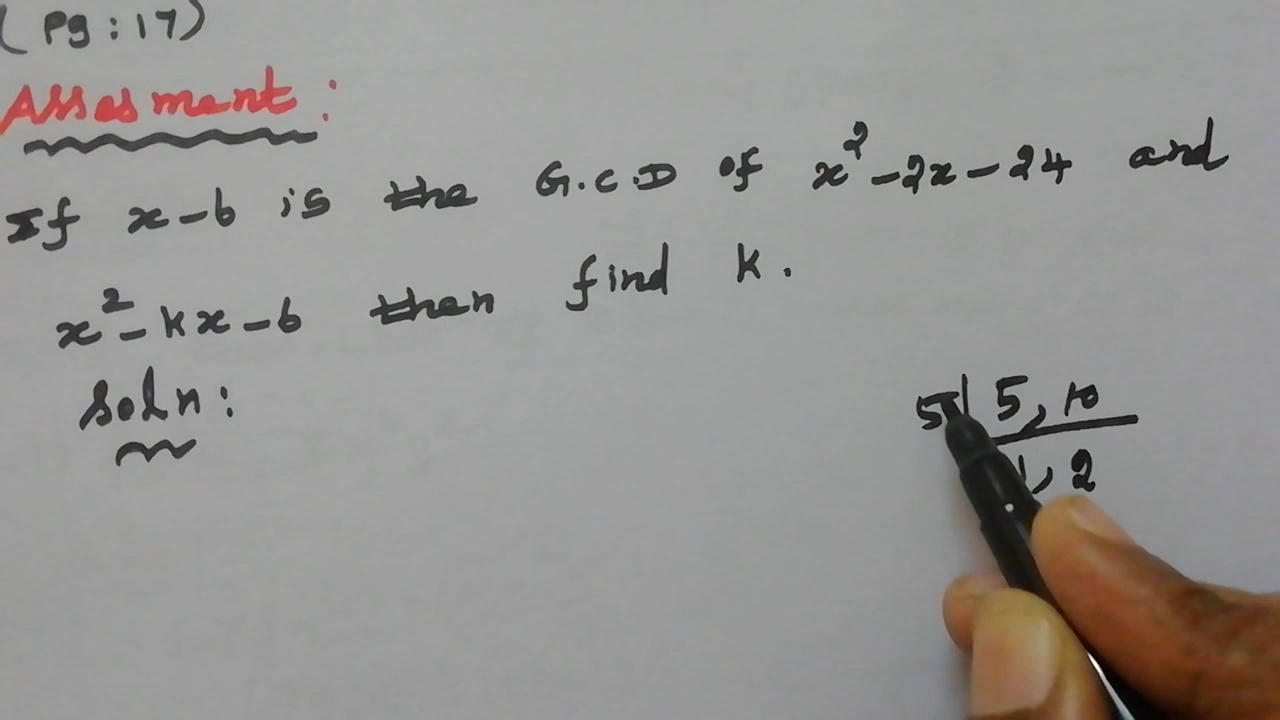 (Pg:17)
Assesment:
If x-6 is the G.C.D of x²-2x-24 and
x²-kx-6 then find k.
Soln:
5| 5, 10
1, 2